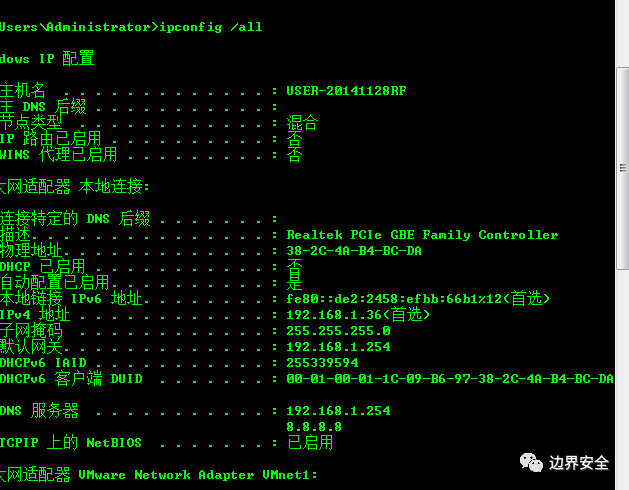 Users\Administrator>ipconfig /all
dows IP 配置
主机名 . . . . . . . . . . . . . : USER-20141128RF
主 DNS 后缀 . . . . . . . . . . . :
节点类型 . . . . . . . . . . . . : 混合
IP 路由已启用 . . . . . . . . . . : 否
WINS 代理已启用 . . . . . . . . . : 否
太网适配器 本地连接:
连接特定的 DNS 后缀 . . . . . . . :
描述. . . . . . . . . . . . . . . : Realtek PCIe GBE Family Controller
物理地址. . . . . . . . . . . . . : 38-2C-4A-B4-BC-DA
DHCP 已启用 . . . . . . . . . . . : 否
自动配置已启用. . . . . . . . . . : 是
本地链接 IPv6 地址. . . . . . . . : fe80::de2:2458:efbb:66b1%12(首选)
IPv4 地址 . . . . . . . . . . . . : 192.168.1.36(首选)
子网掩码 . . . . . . . . . . . . : 255.255.255.0
默认网关. . . . . . . . . . . . . : 192.168.1.254
DHCPv6 IAID . . . . . . . . . . . : 255339594
DHCPv6 客户端 DUID . . . . . . . : 00-01-00-01-1C-09-B6-97-38-2C-4A-B4-BC-DA
DNS 服务器 . . . . . . . . . . . : 192.168.1.254
8.8.8.8
TCPIP 上的 NetBIOS . . . . . . . : 已启用
太网适配器 VMware Network Adapter VMnet1:
边界安全